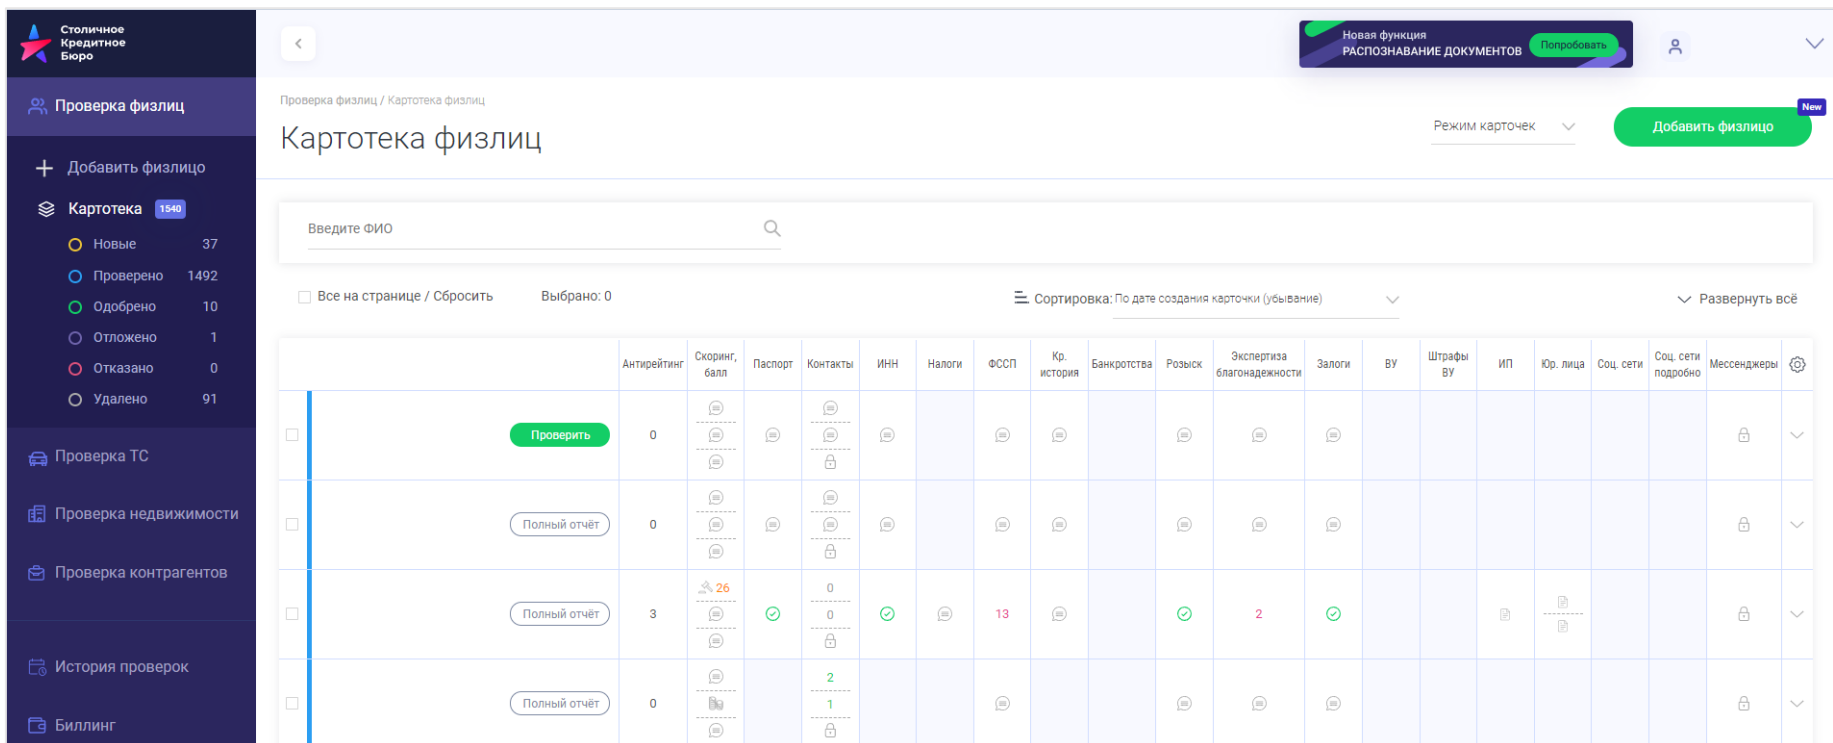 Столичное
Кредитное
Бюро
Новая функция
РАСПОЗНАВАНИЕ ДОКУМЕНТОВ
Попробовать
Проверка физлиц
Добавить физлицо
Картотека 1540
Новые 37
Проверено 1492
Одобрено 10
Отложено 1
Отказано 0
Удалено 91
Проверка ТС
Проверка недвижимости
Проверка контрагентов
История проверок
Биллинг
Проверка физлиц / Картотека физлиц
Картотека физлиц
Режим карточек
Добавить физлицо
New
Введите ФИО
Все на странице / Сбросить
Выбрано: 0
Сортировка: По дате создания карточки (убывание)
Развернуть всё
Антирейтинг
Скоринг,
балл
Паспорт
Контакты
ИНН
Налоги
ФССП
Кр.
история
Банкротства
Розыск
Экспертиза
благонадежности
Залоги
ВУ
Штрафы
ВУ
ИП
Юр. лица
Соц. сети
Соц. сети
подробно
Мессенджеры
Проверить 0
Полный отчёт 0
Полный отчёт 3 26 0 0 13 2
Полный отчёт 0 2 1